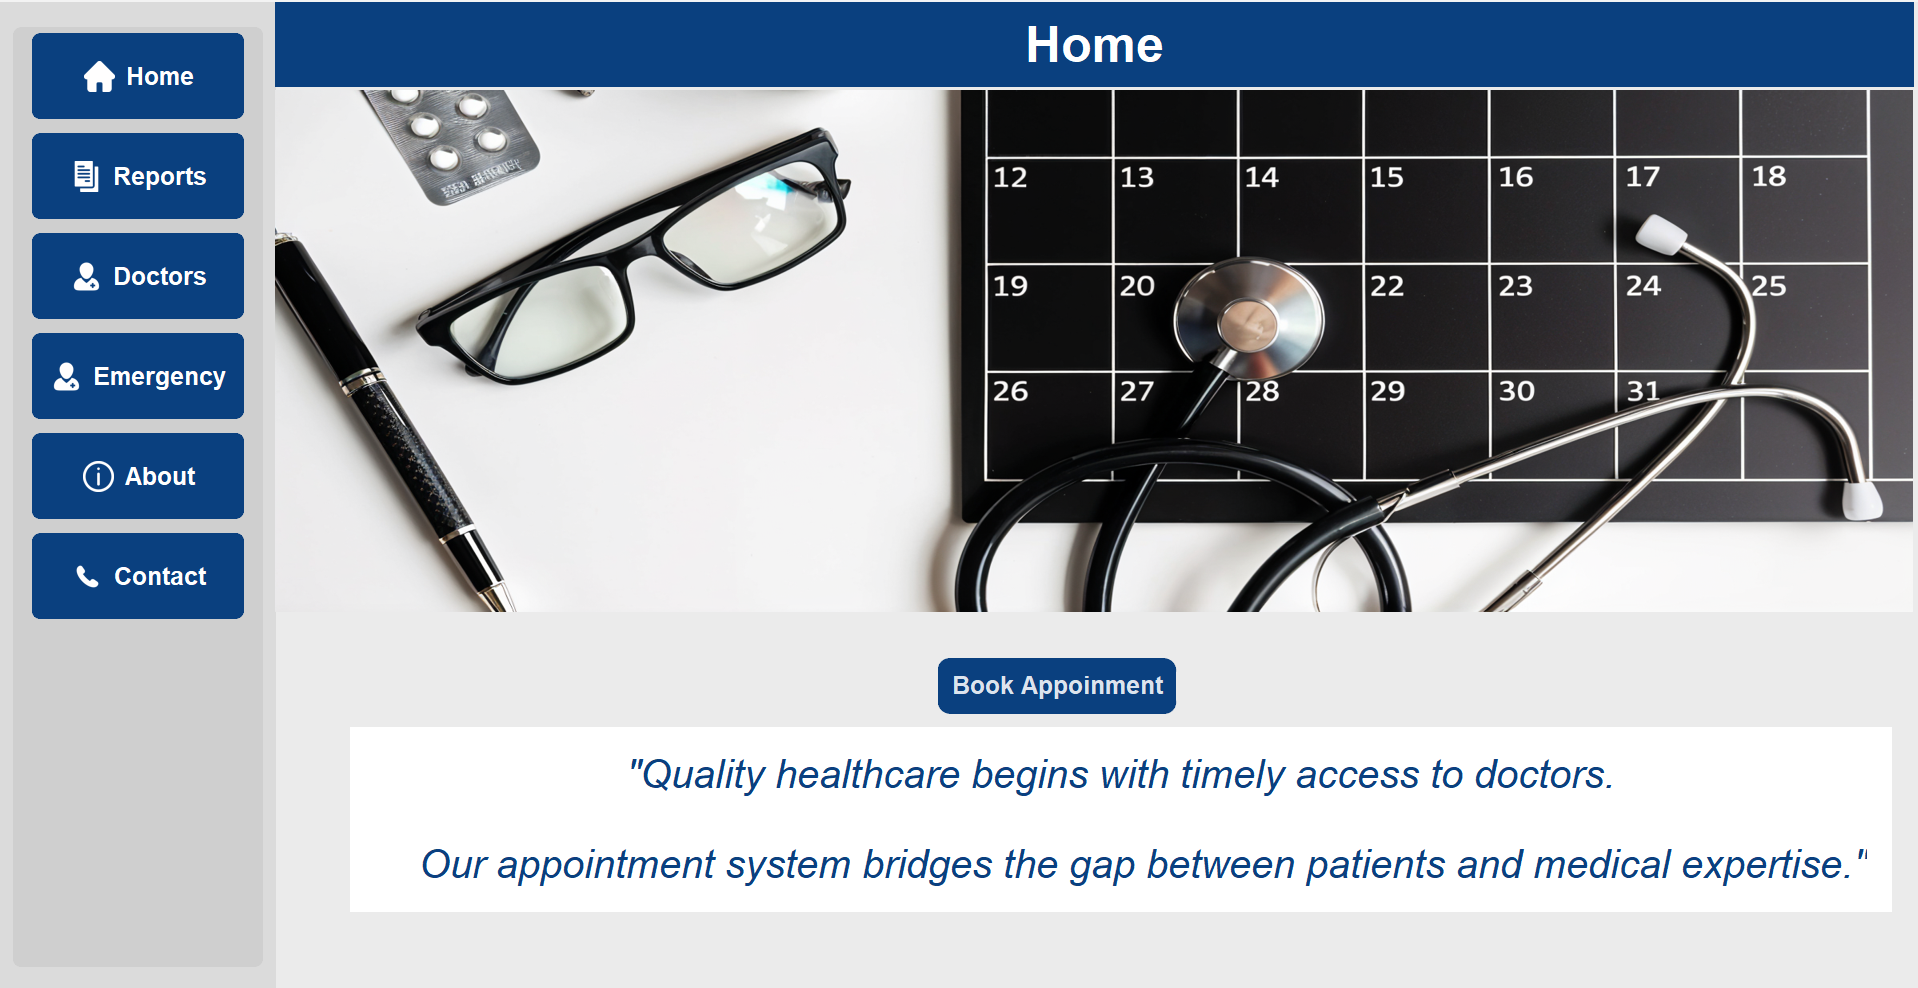 Home
Home
Reports
Doctors
Emergency
About
Contact
12 13 14 15 16 17 18
19 20 22 23 24 25
26 27 28 29 30 31
Book Appoinment
"Quality healthcare begins with timely access to doctors.
Our appointment system bridges the gap between patients and medical expertise."